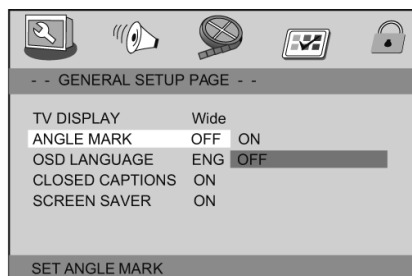 - - GENERAL SETUP PAGE - -
TV DISPLAY Wide
ANGLE MARK OFF ON
OSD LANGUAGE ENG OFF
CLOSED CAPTIONS ON
SCREEN SAVER ON
SET ANGLE MARK